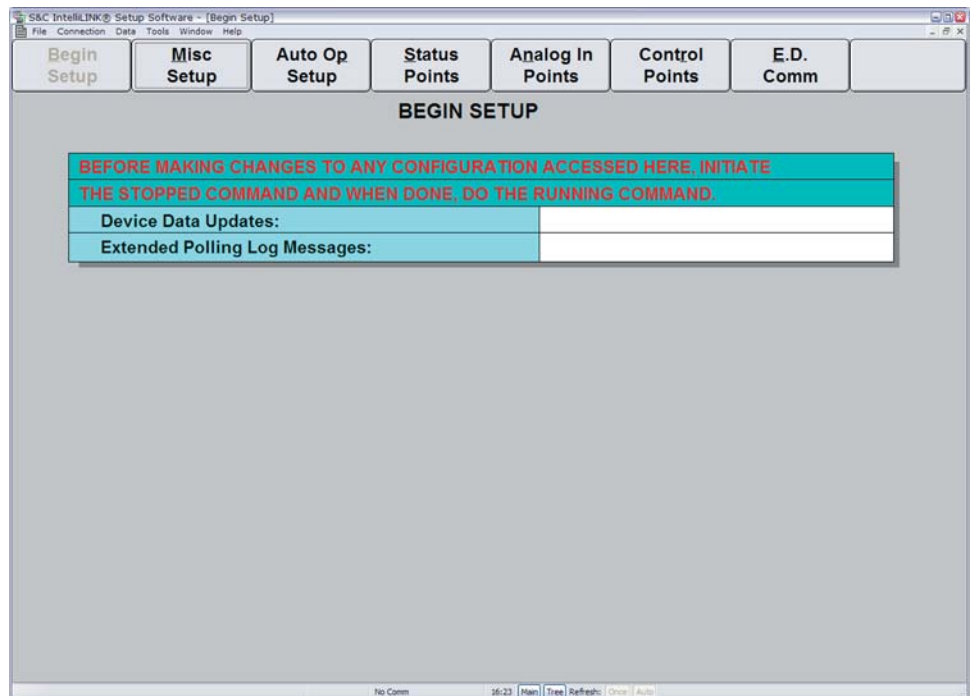 S&C IntelliLINK® Setup Software - [Begin Setup]
File Connection Data Tools Window Help
Begin Setup
Misc Setup
Auto Op Setup
Status Points
Analog In Points
Control Points
E.D. Comm
BEGIN SETUP
BEFORE MAKING CHANGES TO ANY CONFIGURATION ACCESSED HERE, INITIATE
THE STOPPED COMMAND AND WHEN DONE, DO THE RUNNING COMMAND.
Device Data Updates:
Extended Polling Log Messages:
No Comm 16:23 Main Tree Refresh: Once Auto